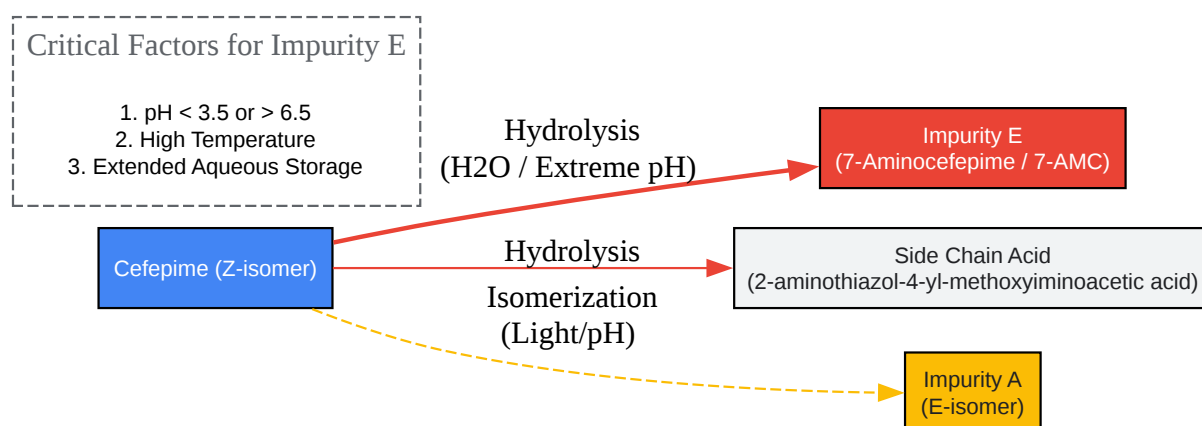 Critical Factors for Impurity E
1. pH < 3.5 or > 6.5
2. High Temperature
3. Extended Aqueous Storage
Hydrolysis
(H2O / Extreme pH)
Impurity E
(7-Aminocefepime / 7-AMC)
Cefepime (Z-isomer)
Hydrolysis
Side Chain Acid
(2-aminothiazol-4-yl-methoxyiminoacetic acid)
Isomerization
(Light/pH)
Impurity A
(E-isomer)